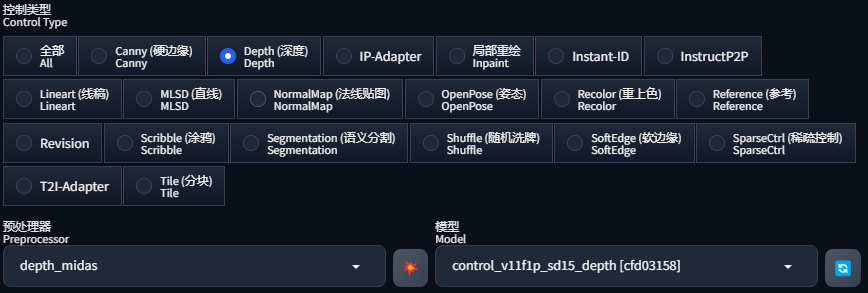 控制类型
Control Type
全部
All
Canny (硬边缘)
Canny
Depth (深度)
Depth
IP-Adapter
局部重绘
Inpaint
Instant-ID
InstructP2P
Lineart (线稿)
Lineart
MLSD (直线)
MLSD
NormalMap (法线贴图)
NormalMap
OpenPose (姿态)
OpenPose
Recolor (重上色)
Recolor
Reference (参考)
Reference
Revision
Scribble (涂鸦)
Scribble
Segmentation (语义分割)
Segmentation
Shuffle (随机洗牌)
Shuffle
SoftEdge (软边缘)
SoftEdge
SparseCtrl (稀疏控制)
SparseCtrl
T2I-Adapter
Tile (分块)
Tile
预处理器
Preprocessor
模型
Model
depth_midas
control_v11f1p_sd15_depth [cfd03158]